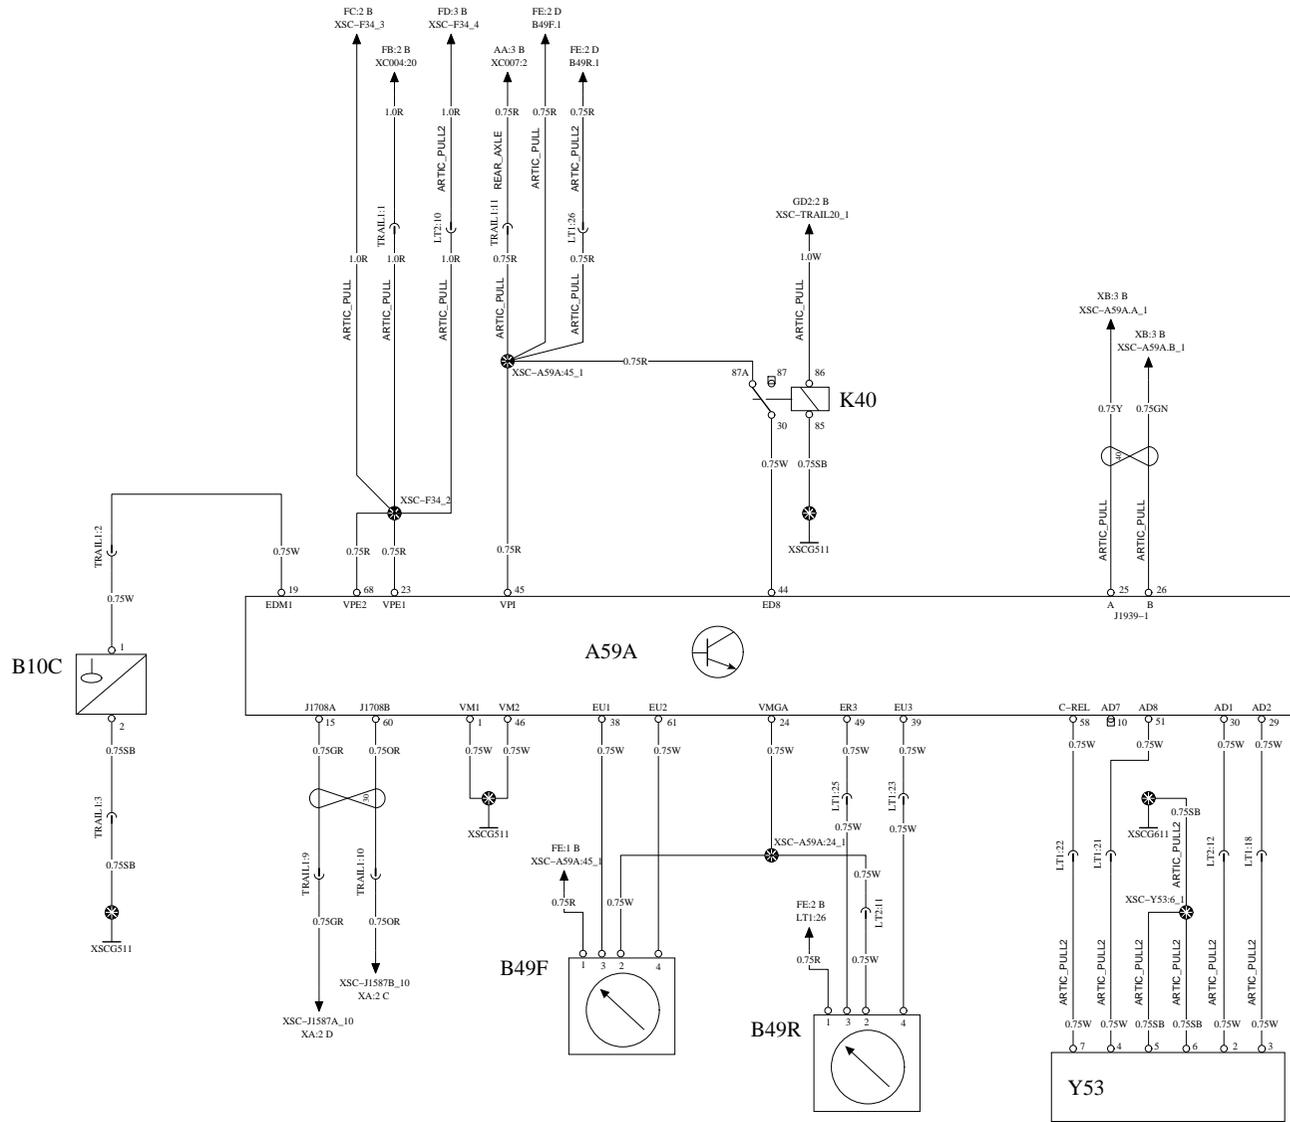 FC:2 B
XSC–F34_3
FD:3 B
XSC–F34_4
FE:2 D
B49F.1
FB:2 B
XC004:20
AA:3 B
XC007:2
FE:2 D
B49R.1
1.0R
1.0R
0.75R
0.75R
0.75R
ARTIC_PULL2
REAR_AXLE
ARTIC_PULL
ARTIC_PULL2
TRAIL1:1
LT2:10
TRAIL1:11
LT1:26
1.0R
1.0R
1.0R
0.75R
0.75R
ARTIC_PULL
ARTIC_PULL
ARTIC_PULL
ARTIC_PULL
ARTIC_PULL
GD2:2 B
XSC–TRAIL20_1
1.0W
ARTIC_PULL
XB:3 B
XSC–A59A.A_1
XB:3 B
XSC–A59A.B_1
0.75R
XSC–A59A:45_1
87A
87
86
K40
30
85
0.75Y
0.75GN
40
0.75W
0.75SB
XSC–F34_2
XSCG511
ARTIC_PULL
ARTIC_PULL
TRAIL1:2
0.75W
0.75R
0.75R
0.75R
0.75W
19
68
23
45
44
25
26
EDM1
VPE2
VPE1
VPI
ED8
A
B
J1939–1
1
B10C
A59A
2
J1708A
J1708B
VM1
VM2
EU1
EU2
VMGA
ER3
EU3
C–REL
AD7
AD8
AD1
AD2
15
60
1
46
38
61
24
49
39
58
10
51
30
29
0.75SB
0.75GR
0.75OR
0.75W
0.75W
0.75W
0.75W
0.75W
0.75W
0.75W
0.75W
0.75W
0.75W
0.75W
TRAIL1:3
30
XSCG511
LT1:25
LT1:23
0.75SB
XSCG611
0.75W
0.75W
0.75SB
TRAIL1:9
TRAIL1:10
FE:1 B
XSC–A59A:45_1
XSC–A59A:24_1
LT1:22
LT1:21
ARTIC_PULL2
LT2:12
LT1:18
0.75W
0.75R
0.75W
FE:2 B
LT1:26
LT2:11
XSC–Y53:6_1
0.75GR
0.75OR
XSCG511
0.75R
0.75W
ARTIC_PULL2
ARTIC_PULL2
ARTIC_PULL2
ARTIC_PULL2
ARTIC_PULL2
ARTIC_PULL2
B49F
1
3
2
4
XSC–J1587B_10
XA:2 C
XSC–J1587A_10
XA:2 D
B49R
1
3
2
4
0.75W
0.75W
0.75SB
0.75SB
0.75W
0.75W
7
4
5
6
2
3
Y53